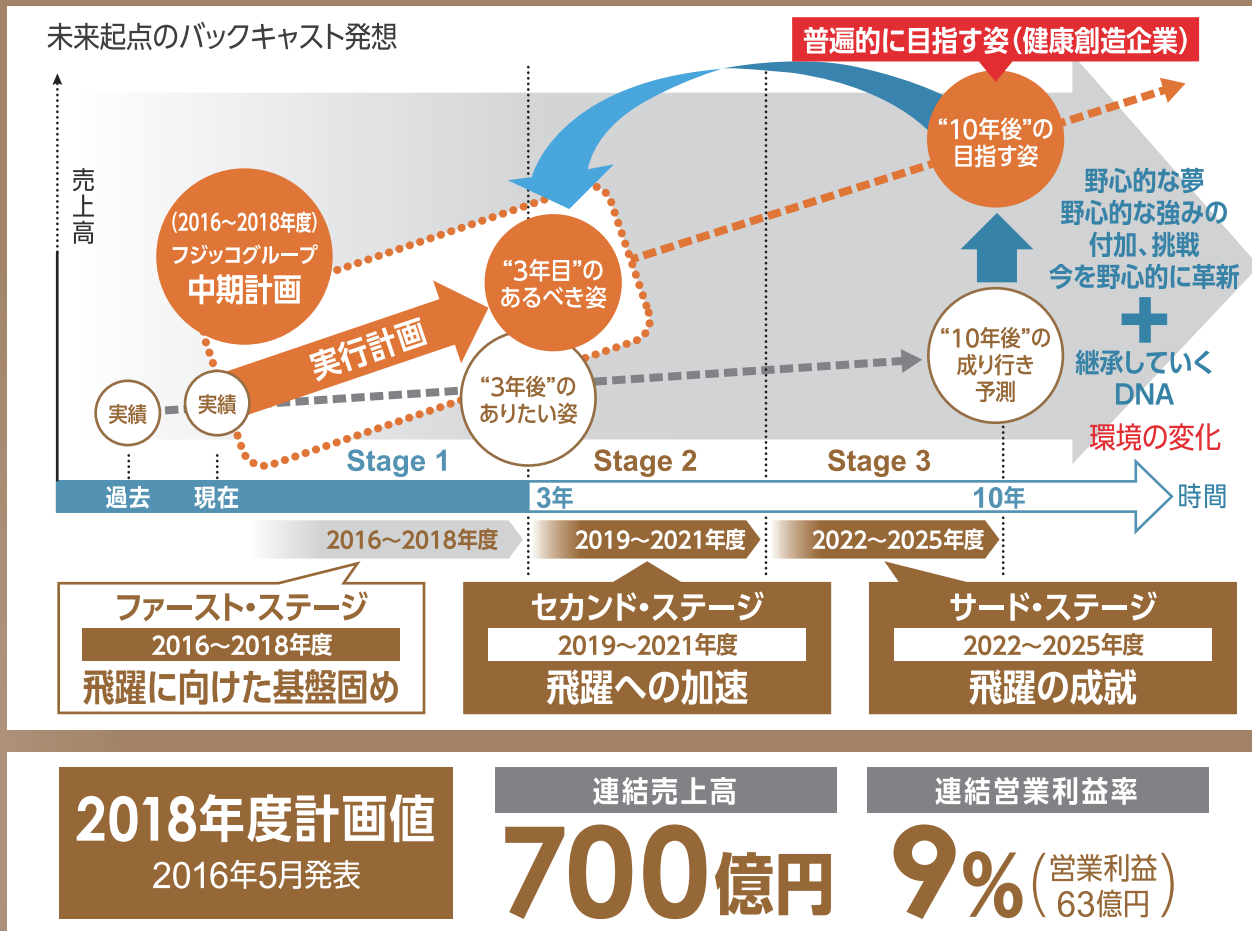 未来起点のバックキャスト発想
普遍的に目指す姿(健康創造企業)
売上高
“10年後”の
目指す姿
(2016〜2018年度)
フジッコグループ
中期計画
“3年目”の
あるべき姿
野心的な夢
野心的な強みの
付加、挑戦
今を野心的に革新
継承していく
DNA
環境の変化
実行計画
実績
実績
“3年後”の
ありたい姿
“10年後”の
成り行き
予測
Stage 1
Stage 2
Stage 3
過去
現在
3年
10年
時間
2016〜2018年度
2019〜2021年度
2022〜2025年度
ファースト・ステージ
2016〜2018年度
飛躍に向けた基盤固め
セカンド・ステージ
2019〜2021年度
飛躍への加速
サード・ステージ
2022〜2025年度
飛躍の成就
2018年度計画値
2016年5月発表
連結売上高
700億円
連結営業利益率
9%(営業利益
63億円)